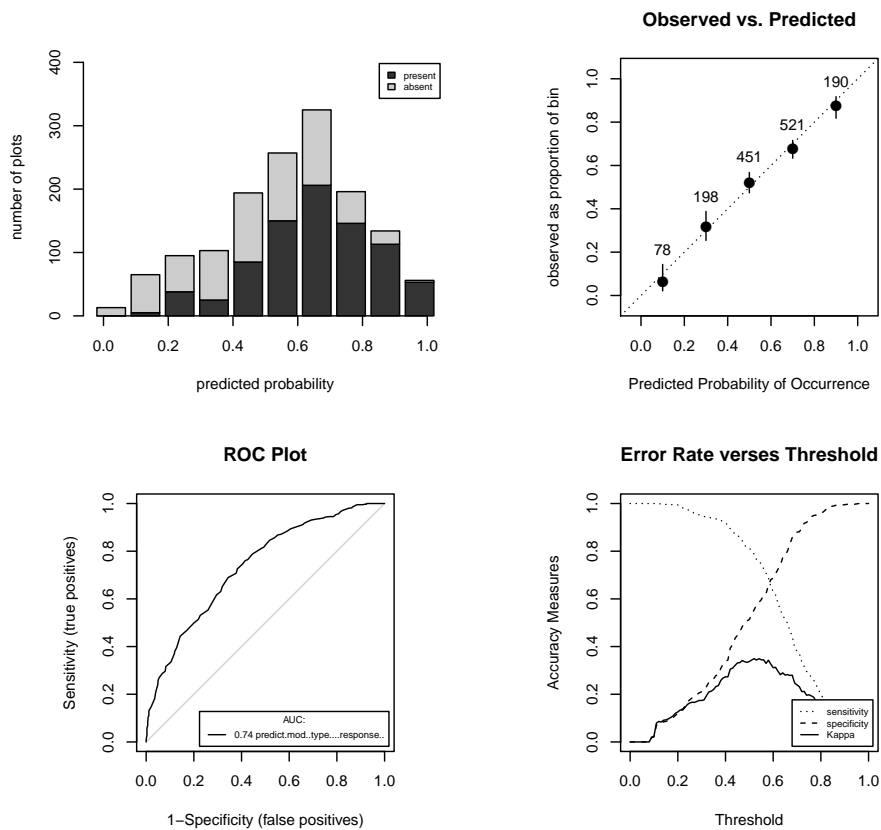 number of plots
400
300
200
100
0
present
absent
0.0 0.2 0.4 0.6 0.8 1.0
predicted probability
Observed vs. Predicted
observed as proportion of bin
1.0
0.8
0.6
0.4
0.2
0.0
78
198
451
521
190
0.0 0.2 0.4 0.6 0.8 1.0
Predicted Probability of Occurrence
ROC Plot
Sensitivity (true positives)
1.0
0.8
0.6
0.4
0.2
0.0
AUC:
0.74 predict.mod..type....response..
0.0 0.2 0.4 0.6 0.8 1.0
1−Specificity (false positives)
Error Rate verses Threshold
Accuracy Measures
1.0
0.8
0.6
0.4
0.2
0.0
sensitivity
specificity
Kappa
0.0 0.2 0.4 0.6 0.8 1.0
Threshold